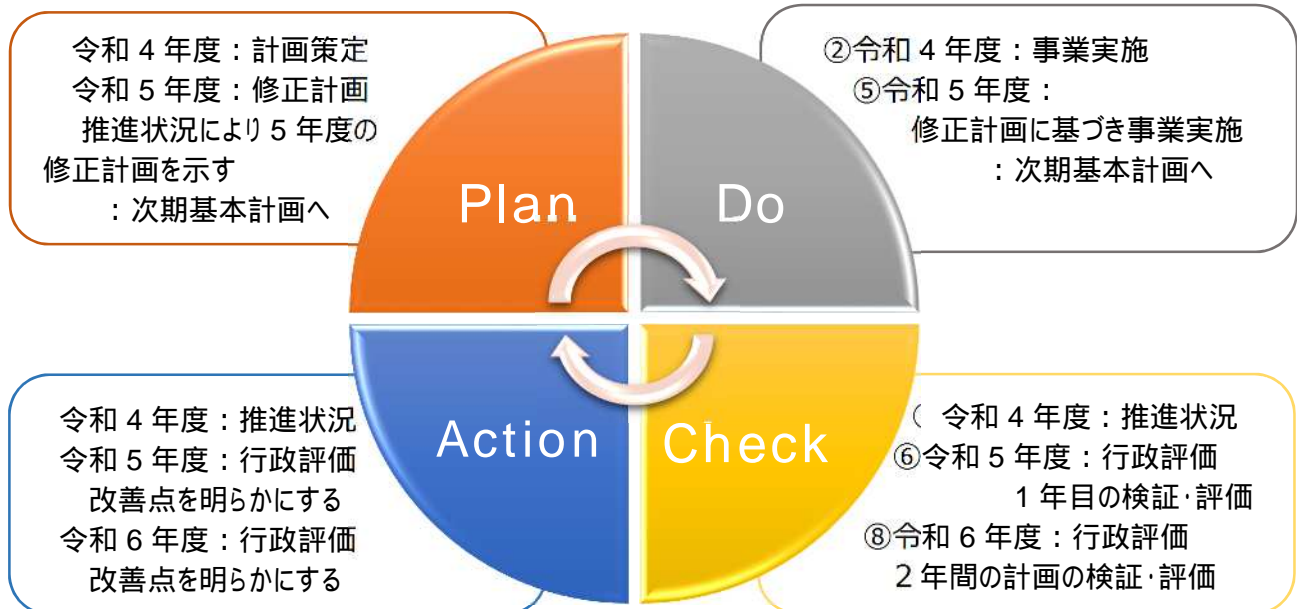 令和４年度：計画策定
令和５年度：修正計画
推進状況により５年度の
修正計画を示す
：次期基本計画へ
Plan
②令和４年度：事業実施
⑤令和５年度：
修正計画に基づき事業実施
：次期基本計画へ
Do
令和４年度：推進状況
令和５年度：行政評価
改善点を明らかにする
令和６年度：行政評価
改善点を明らかにする
Action
令和４年度：推進状況
⑥令和５年度：行政評価
１年目の検証･評価
⑧令和６年度：行政評価
２年間の計画の検証･評価
Check